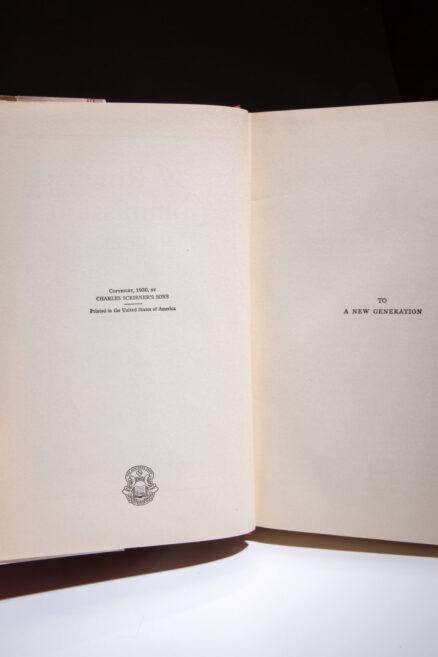 COPYRIGHT, 1930, BY
CHARLES SCRIBNER'S SONS
Printed in the United States of America
TO
A NEW GENERATION